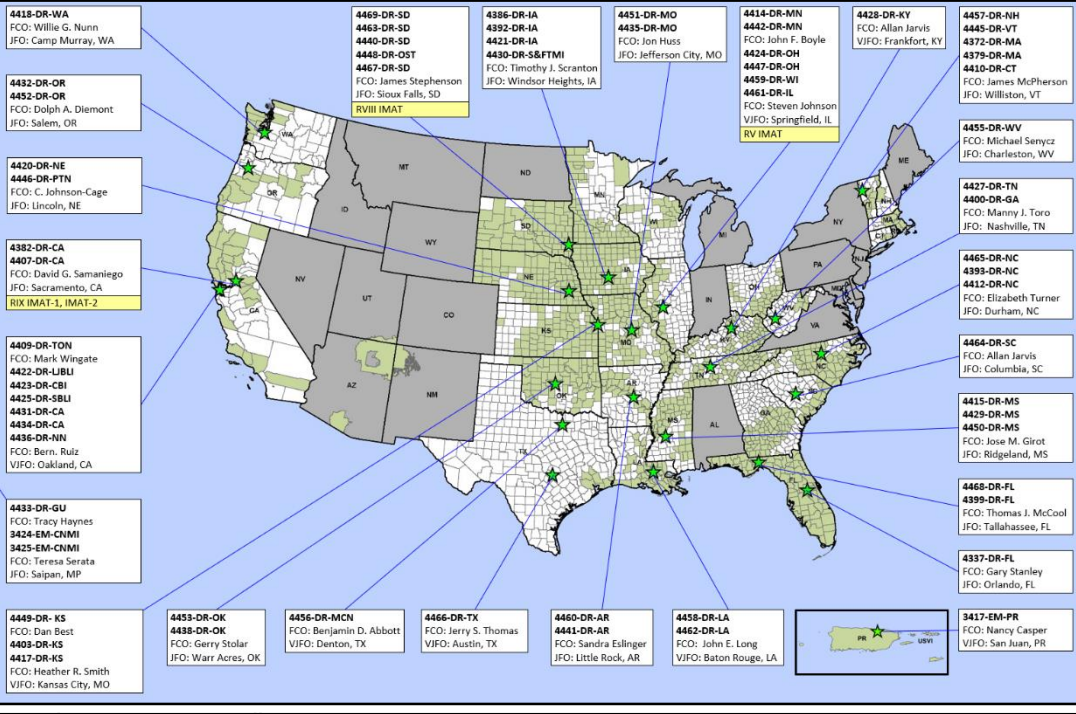 4418-DR-WA
FCO: Willie G. Nunn
JFO: Camp Murray, WA
4469-DR-SD
4463-DR-SD
4440-DR-SD
4448-DR-OST
4467-DR-SD
FCO: James Stephenson
JFO: Sioux Falls, SD
RVIII IMAT
4386-DR-IA
4392-DR-IA
4421-DR-IA
4430-DR-S&FTMI
FCO: Timothy J. Scranton
JFO: Windsor Heights, IA
4451-DR-MO
4435-DR-MO
FCO: Jon Huss
JFO: Jefferson City, MO
4414-DR-MN
4442-DR-MN
FCO: John F. Boyle
4424-DR-OH
4447-DR-OH
4459-DR-WI
4461-DR-IL
FCO: Steven Johnson
VJFO: Springfield, IL
RV IMAT
4428-DR-KY
FCO: Allan Jarvis
VJFO: Frankfort, KY
4457-DR-NH
4445-DR-VT
4372-DR-MA
4379-DR-MA
4410-DR-CT
FCO: James McPherson
JFO: Williston, VT
4432-DR-OR
4452-DR-OR
FCO: Dolph A. Diemont
JFO: Salem, OR
4455-DR-WV
FCO: Michael Senycz
JFO: Charleston, WV
4420-DR-NE
4446-DR-PTN
FCO: C. Johnson-Cage
JFO: Lincoln, NE
4427-DR-TN
4400-DR-GA
FCO: Manny J. Toro
JFO: Nashville, TN
4382-DR-CA
4407-DR-CA
FCO: David G. Samaniego
JFO: Sacramento, CA
RIX IMAT-1, IMAT-2
4465-DR-NC
4393-DR-NC
4412-DR-NC
FCO: Elizabeth Turner
JFO: Durham, NC
4409-DR-TON
FCO: Mark Wingate
4422-DR-LJBLI
4423-DR-CBI
4425-DR-SBLI
4431-DR-CA
4434-DR-CA
4436-DR-NN
FCO: Bern. Ruiz
VJFO: Oakland, CA
4464-DR-SC
FCO: Allan Jarvis
JFO: Columbia, SC
4415-DR-MS
4429-DR-MS
4450-DR-MS
FCO: Jose M. Girot
JFO: Ridgeland, MS
4433-DR-GU
FCO: Tracy Haynes
3424-EM-CNMI
3425-EM-CNMI
FCO: Teresa Serata
JFO: Saipan, MP
4468-DR-FL
4399-DR-FL
FCO: Thomas J. McCool
JFO: Tallahassee, FL
4337-DR-FL
FCO: Gary Stanley
JFO: Orlando, FL
4449-DR- KS
FCO: Dan Best
4403-DR-KS
4417-DR-KS
FCO: Heather R. Smith
VJFO: Kansas City, MO
4453-DR-OK
4438-DR-OK
FCO: Gerry Stolar
JFO: Warr Acres, OK
4456-DR-MCN
FCO: Benjamin D. Abbott
VJFO: Denton, TX
4466-DR-TX
FCO: Jerry S. Thomas
VJFO: Austin, TX
4460-DR-AR
4441-DR-AR
FCO: Sandra Eslinger
JFO: Little Rock, AR
4458-DR-LA
4462-DR-LA
FCO: John E. Long
VJFO: Baton Rouge, LA
3417-EM-PR
FCO: Nancy Casper
VJFO: San Juan, PR
WA
MT
ND
MN
ME
OR
ID
SD
WI
MI
NY
VT
NH
MA
CT
WY
NE
IA
PA
NJ
NV
UT
CO
KS
MO
IN
OH
WV
VA
CA
AZ
NM
OK
AR
KY
TN
NC
SC
TX
LA
MS
AL
GA
FL
PR
USVI